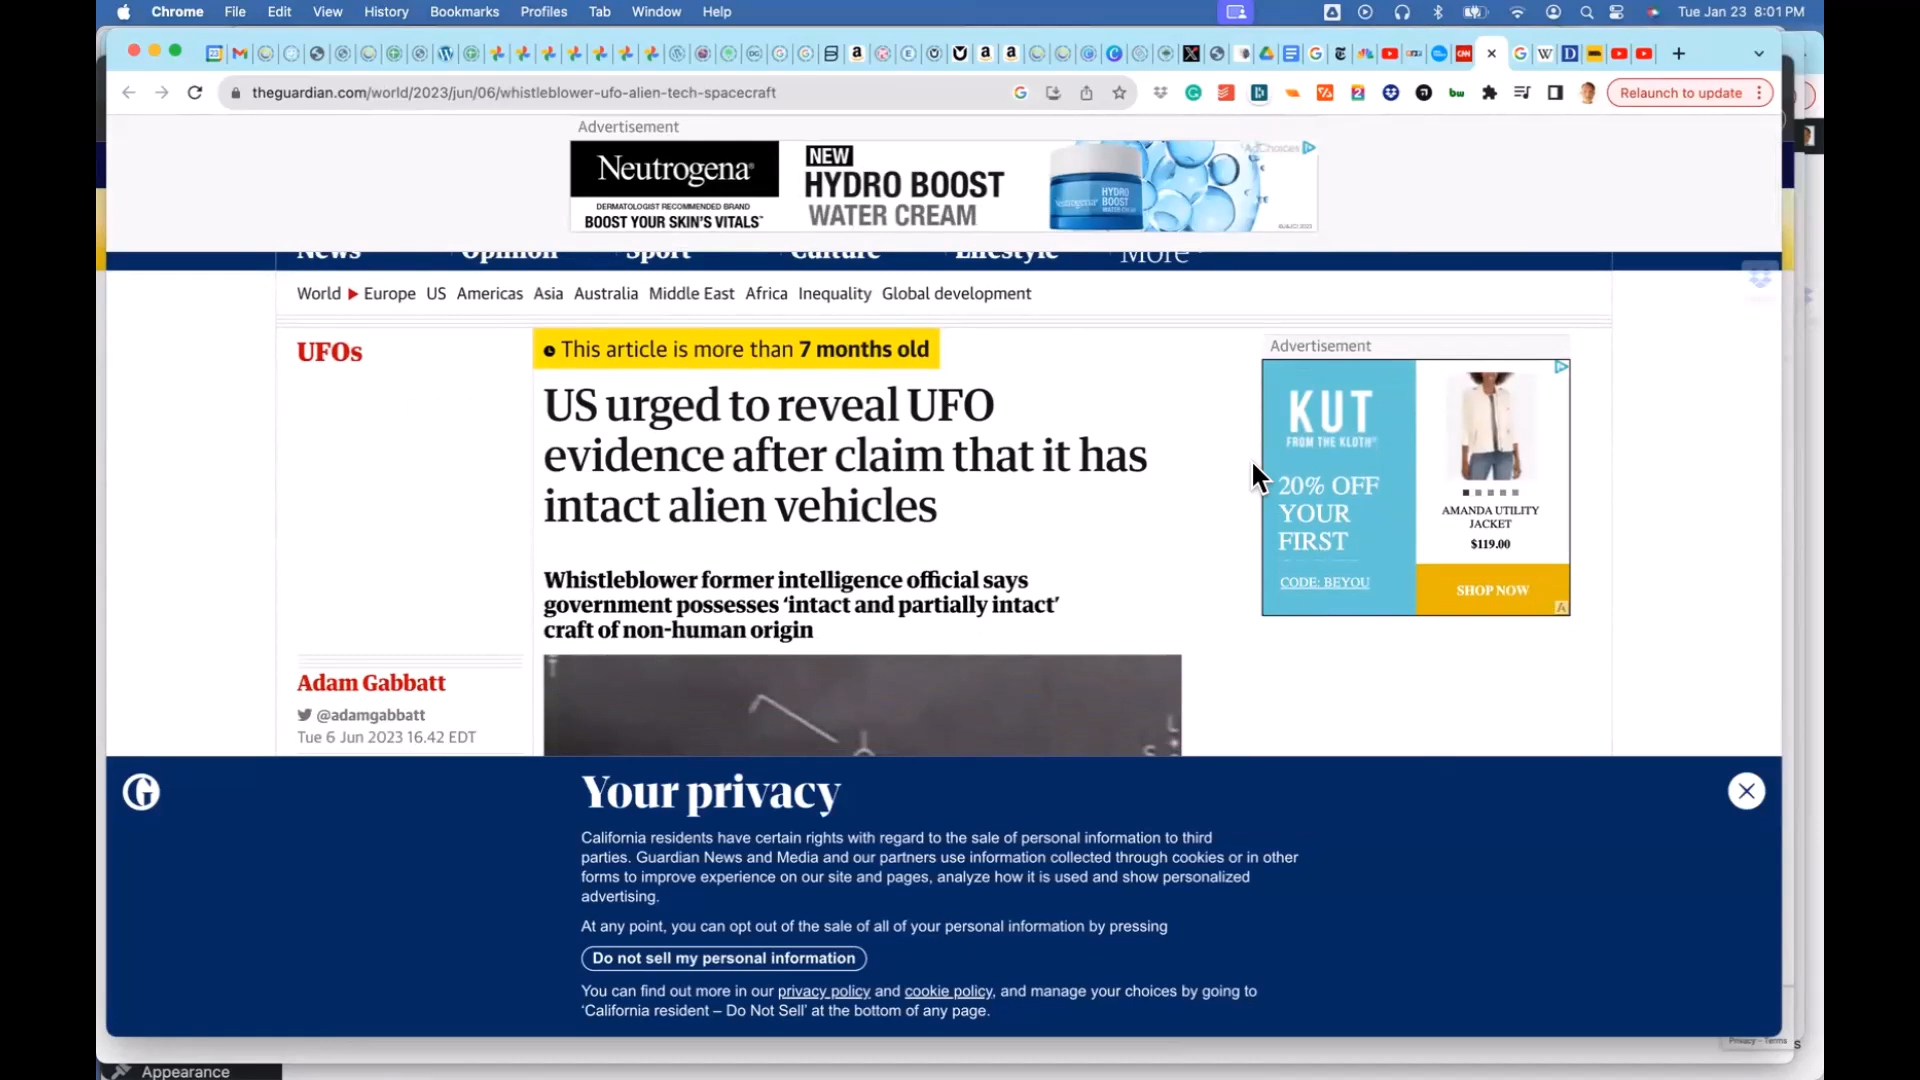 Chrome File Edit View History Bookmarks Profiles Tab Window Help Tue Jan 23 8:01 PM
theguardian.com/world/2023/jun/06/whistleblower-ufo-alien-tech-spacecraft Relaunch to update
Advertisement
Neutrogena®
DERMATOLOGIST RECOMMENDED BRAND
BOOST YOUR SKIN'S VITALS™
NEW
HYDRO BOOST
WATER CREAM
HYDRO
BOOST
Neutrogena
WATER CREAM
AdChoices
News Opinion Sport Culture Lifestyle More
World Europe US Americas Asia Australia Middle East Africa Inequality Global development
UFOs
This article is more than 7 months old
US urged to reveal UFO
evidence after claim that it has
intact alien vehicles
Whistleblower former intelligence official says
government possesses ‘intact and partially intact’
craft of non-human origin
Adam Gabbatt
@adamgabbatt
Tue 6 Jun 2023 16.42 EDT
Advertisement
KUT
FROM THE KLOTH®
20% OFF
YOUR
FIRST
CODE: BEYOU
AMANDA UTILITY
JACKET
$119.00
SHOP NOW
Your privacy
California residents have certain rights with regard to the sale of personal information to third
parties. Guardian News and Media and our partners use information collected through cookies or in other
forms to improve experience on our site and pages, analyze how it is used and show personalized
advertising.
At any point, you can opt out of the sale of all of your personal information by pressing
Do not sell my personal information
You can find out more in our privacy policy and cookie policy, and manage your choices by going to
‘California resident – Do Not Sell’ at the bottom of any page.
Privacy - Terms
Appearance